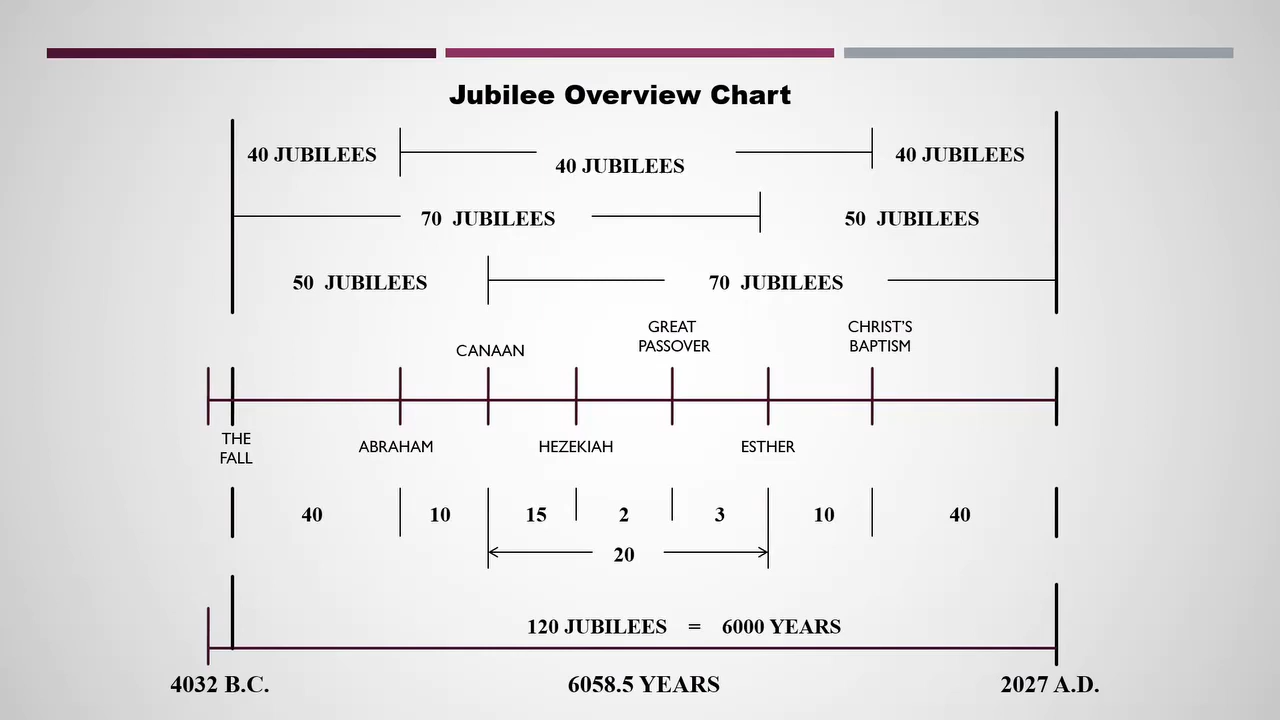 Jubilee Overview Chart
40 JUBILEES
40 JUBILEES
40 JUBILEES
70 JUBILEES
50 JUBILEES
50 JUBILEES
70 JUBILEES
GREAT
PASSOVER
CHRIST'S
BAPTISM
CANAAN
THE
FALL
ABRAHAM
HEZEKIAH
ESTHER
40
10
15
2
3
10
40
20
120 JUBILEES = 6000 YEARS
4032 B.C.
6058.5 YEARS
2027 A.D.